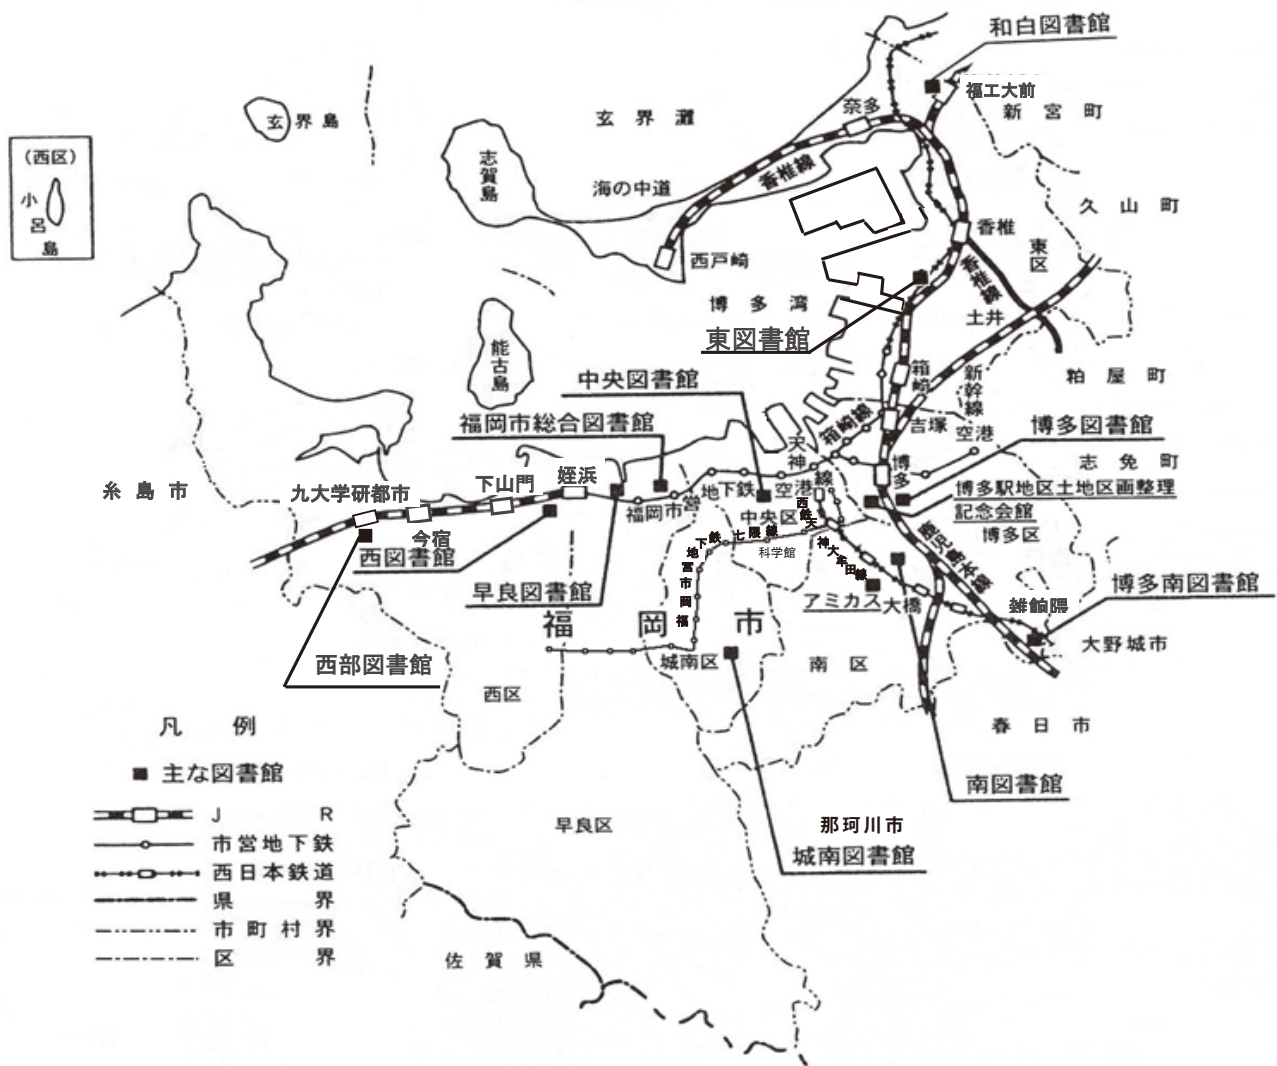 和白図書館
福工大前
新宮町
奈多
玄界灘
玄界島
志賀島
海の中道
香椎線
(西区)
小呂島
久山町
香椎
東区
西戸崎
香椎線
博多湾
土井
東図書館
能古島
箱崎
新幹線
粕屋町
中央図書館
福岡市総合図書館
箱崎線
吉塚
空港
博多図書館
天神
博多
志免町
糸島市
九大学研都市
下山門
姪浜
地下鉄
空港線
福岡市営
中央区
博多駅地区土地区画整理
記念会館
博多区
今宿
西図書館
地下鉄七隈線
科学館
西鉄天神大牟田線
鹿児島本線
早良図書館
福岡市営
アミカス
大橋
雑餉隈
博多南図書館
福岡市
大野城市
西部図書館
城南区
南区
西区
春日市
南図書館
早良区
那珂川市
城南図書館
佐賀県
凡例
主な図書館
JR
市営地下鉄
西日本鉄道
県界
市町村界
区界